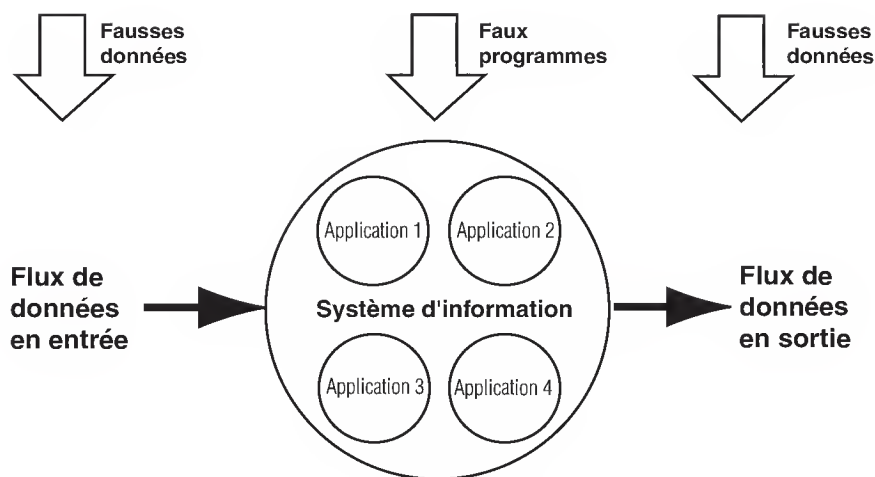 Fausses
données
Faux
programmes
Fausses
données
Application 1
Application 2
Flux de
données
en entrée
Système d'information
Flux de
données
en sortie
Application 3
Application 4